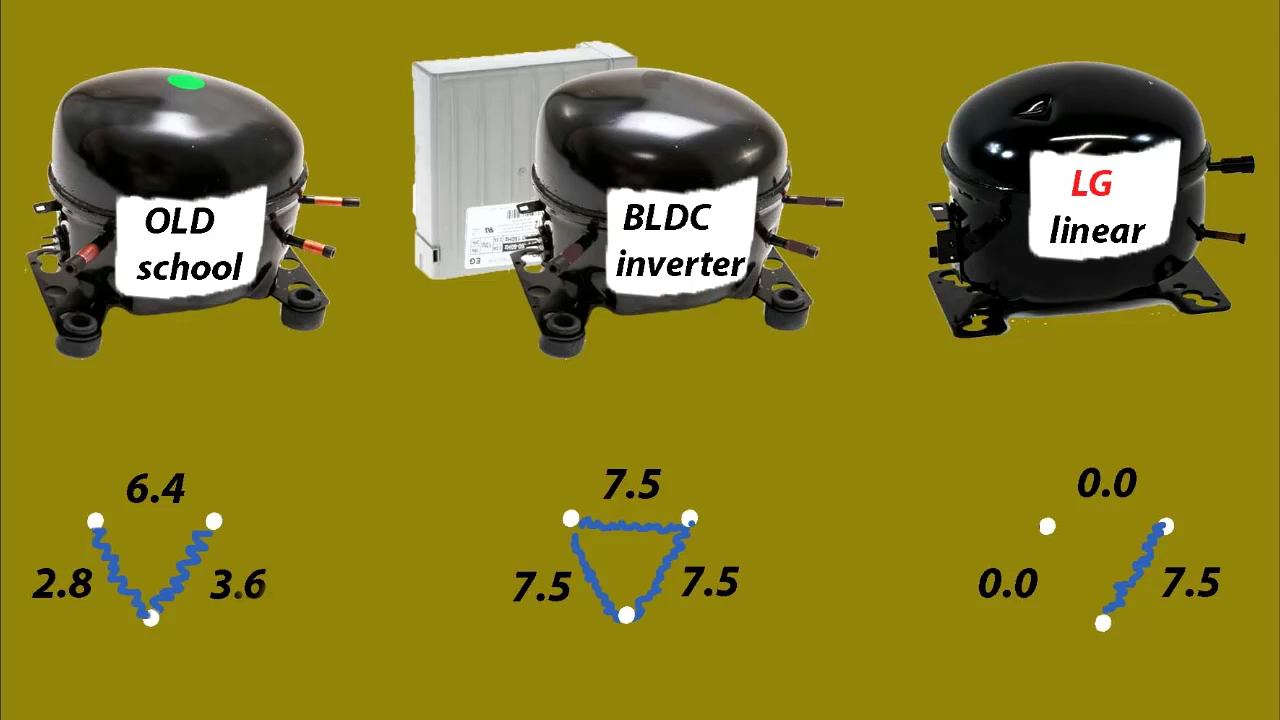 OLD
school
BLDC
inverter
LG
linear
6.4
2.8
3.6
7.5
7.5
7.5
0.0
0.0
7.5